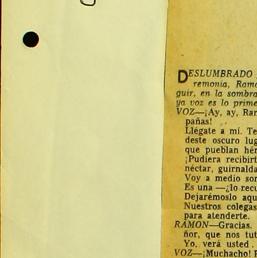 DESLUMBRADO
remonia, Ramo
guir, en la sombra
ya voz es lo prime
VOZ—¡Ay, ay, Ran
pañas!
Llégate a mí. Te
deste oscuro lug
que pueblan hér
¡Pudiera recibirt
néctar, guirnalda
Voy a medio son
Es una —¿lo recu
Dejarémoslo aqu
Nuestros colegas
para atenderte.
RAMON—Gracias.
ñor, que nos tut
Yo, verá usted.
VOZ—¡Muchacho! P